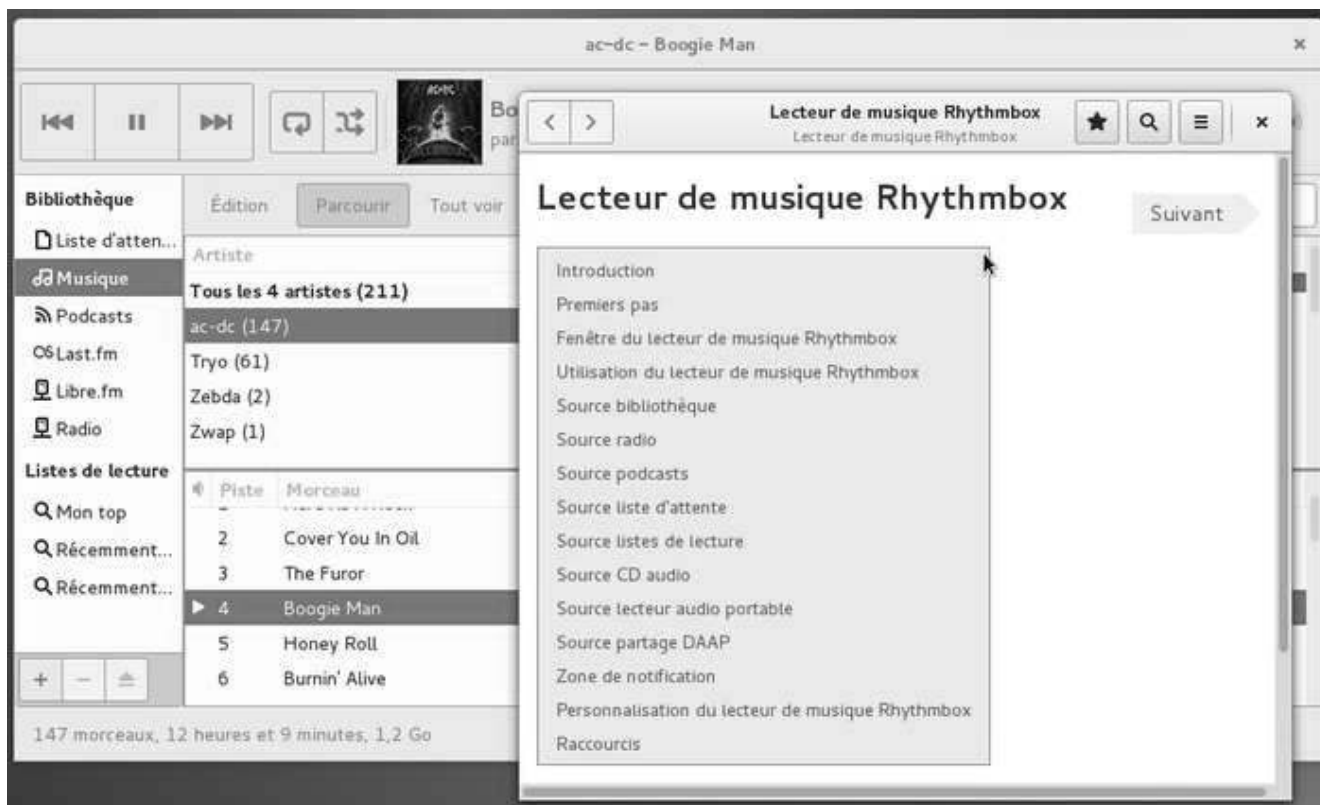 ac-dc - Boogie Man
AC/DC
Lecteur de musique Rhythmbox
Lecteur de musique Rhythmbox
Bibliothèque
Liste d'atten...
Musique
Podcasts
Last.fm
Libre.fm
Radio
Listes de lecture
Mon top
Récemment...
Récemment...
Édition
Parcourir
Tout voir
Artiste
Tous les 4 artistes (211)
ac-dc (147)
Tryo (61)
Zebda (2)
Zwap (1)
Piste Morceau
2 Cover You In Oil
3 The Furor
4 Boogie Man
5 Honey Roll
6 Burnin' Alive
147 morceaux, 12 heures et 9 minutes, 1,2 Go
Lecteur de musique Rhythmbox
Suivant
Introduction
Premiers pas
Fenêtre du lecteur de musique Rhythmbox
Utilisation du lecteur de musique Rhythmbox
Source bibliothèque
Source radio
Source podcasts
Source liste d'attente
Source listes de lecture
Source CD audio
Source lecteur audio portable
Source partage DAAP
Zone de notification
Personnalisation du lecteur de musique Rhythmbox
Raccourcis